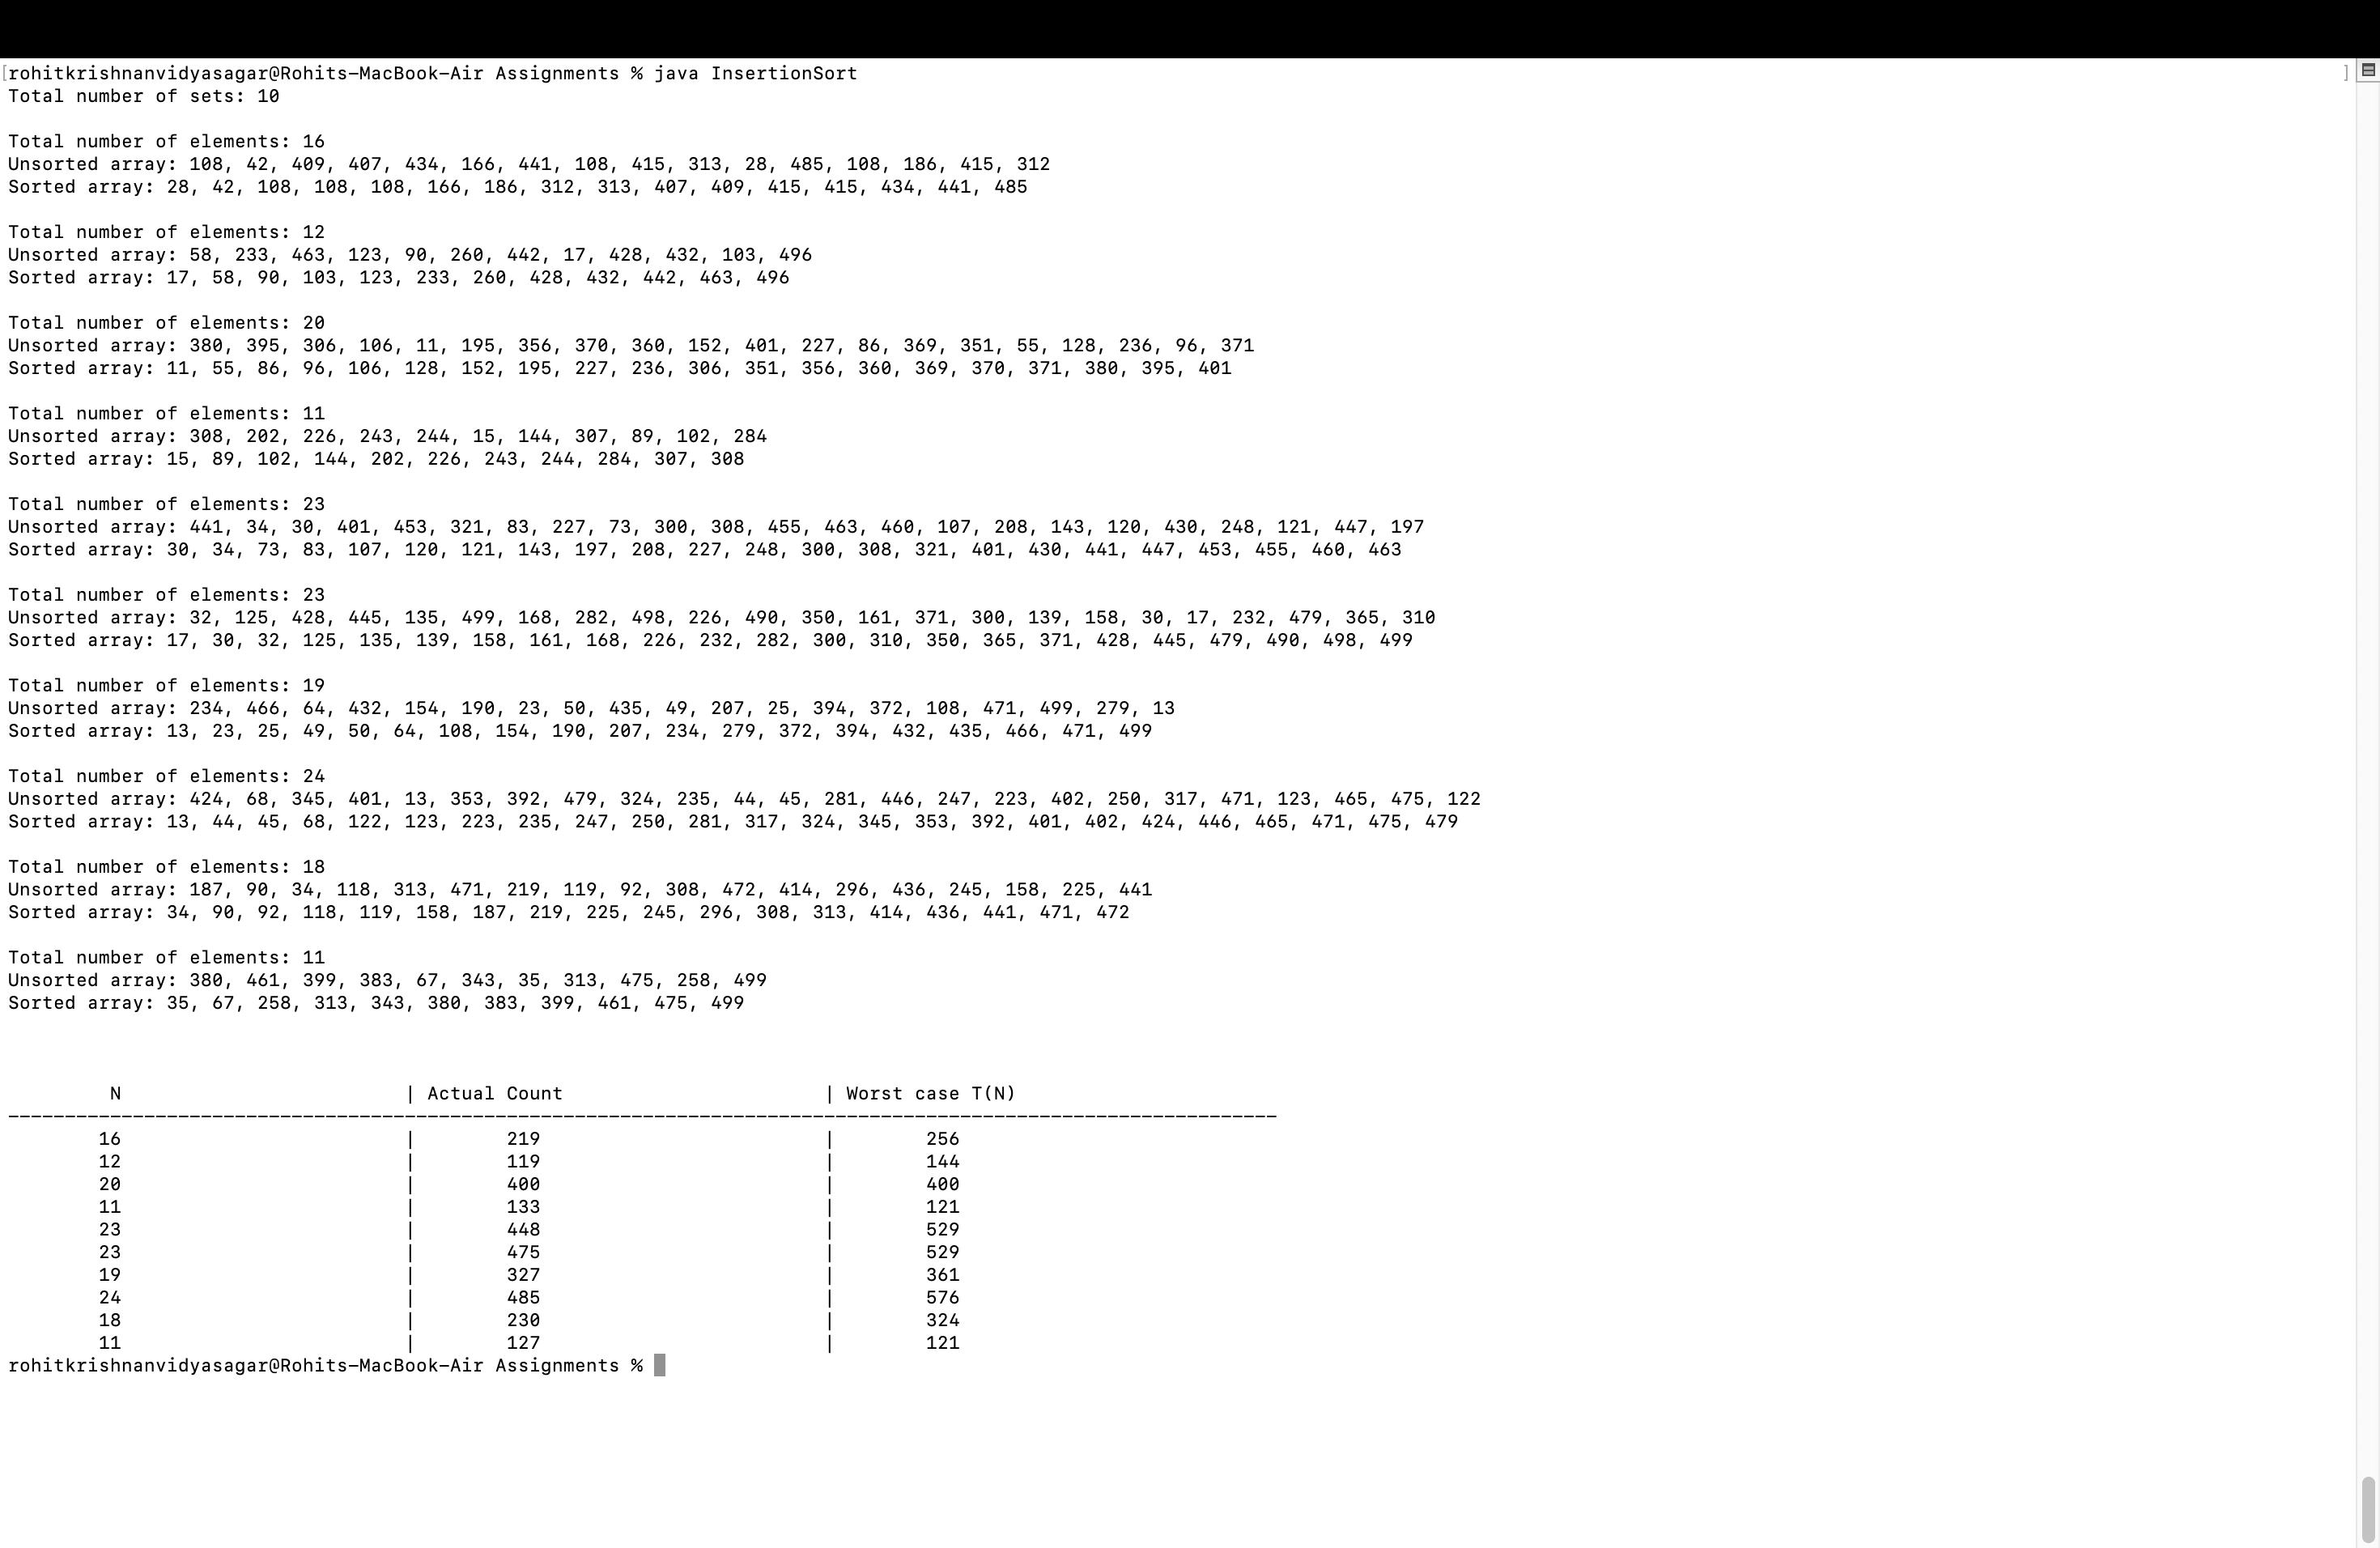 [rohitkrishnanvidyasagar@Rohits-MacBook-Air Assignments % java InsertionSort ]
Total number of sets: 10
Total number of elements: 16
Unsorted array: 108, 42, 409, 407, 434, 166, 441, 108, 415, 313, 28, 485, 108, 186, 415, 312
Sorted array: 28, 42, 108, 108, 108, 166, 186, 312, 313, 407, 409, 415, 415, 434, 441, 485
Total number of elements: 12
Unsorted array: 58, 233, 463, 123, 90, 260, 442, 17, 428, 432, 103, 496
Sorted array: 17, 58, 90, 103, 123, 233, 260, 428, 432, 442, 463, 496
Total number of elements: 20
Unsorted array: 380, 395, 306, 106, 11, 195, 356, 370, 360, 152, 401, 227, 86, 369, 351, 55, 128, 236, 96, 371
Sorted array: 11, 55, 86, 96, 106, 128, 152, 195, 227, 236, 306, 351, 356, 360, 369, 370, 371, 380, 395, 401
Total number of elements: 11
Unsorted array: 308, 202, 226, 243, 244, 15, 144, 307, 89, 102, 284
Sorted array: 15, 89, 102, 144, 202, 226, 243, 244, 284, 307, 308
Total number of elements: 23
Unsorted array: 441, 34, 30, 401, 453, 321, 83, 227, 73, 300, 308, 455, 463, 460, 107, 208, 143, 120, 430, 248, 121, 447, 197
Sorted array: 30, 34, 73, 83, 107, 120, 121, 143, 197, 208, 227, 248, 300, 308, 321, 401, 430, 441, 447, 453, 455, 460, 463
Total number of elements: 23
Unsorted array: 32, 125, 428, 445, 135, 499, 168, 282, 498, 226, 490, 350, 161, 371, 300, 139, 158, 30, 17, 232, 479, 365, 310
Sorted array: 17, 30, 32, 125, 135, 139, 158, 161, 168, 226, 232, 282, 300, 310, 350, 365, 371, 428, 445, 479, 490, 498, 499
Total number of elements: 19
Unsorted array: 234, 466, 64, 432, 154, 190, 23, 50, 435, 49, 207, 25, 394, 372, 108, 471, 499, 279, 13
Sorted array: 13, 23, 25, 49, 50, 64, 108, 154, 190, 207, 234, 279, 372, 394, 432, 435, 466, 471, 499
Total number of elements: 24
Unsorted array: 424, 68, 345, 401, 13, 353, 392, 479, 324, 235, 44, 45, 281, 446, 247, 223, 402, 250, 317, 471, 123, 465, 475, 122
Sorted array: 13, 44, 45, 68, 122, 123, 223, 235, 247, 250, 281, 317, 324, 345, 353, 392, 401, 402, 424, 446, 465, 471, 475, 479
Total number of elements: 18
Unsorted array: 187, 90, 34, 118, 313, 471, 219, 119, 92, 308, 472, 414, 296, 436, 245, 158, 225, 441
Sorted array: 34, 90, 92, 118, 119, 158, 187, 219, 225, 245, 296, 308, 313, 414, 436, 441, 471, 472
Total number of elements: 11
Unsorted array: 380, 461, 399, 383, 67, 343, 35, 313, 475, 258, 499
Sorted array: 35, 67, 258, 313, 343, 380, 383, 399, 461, 475, 499
N | Actual Count | Worst case T(N)
16 | 219 | 256
12 | 119 | 144
20 | 400 | 400
11 | 133 | 121
23 | 448 | 529
23 | 475 | 529
19 | 327 | 361
24 | 485 | 576
18 | 230 | 324
11 | 127 | 121
rohitkrishnanvidyasagar@Rohits-MacBook-Air Assignments %